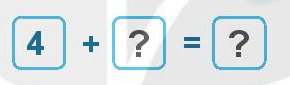 4 + ? = ?